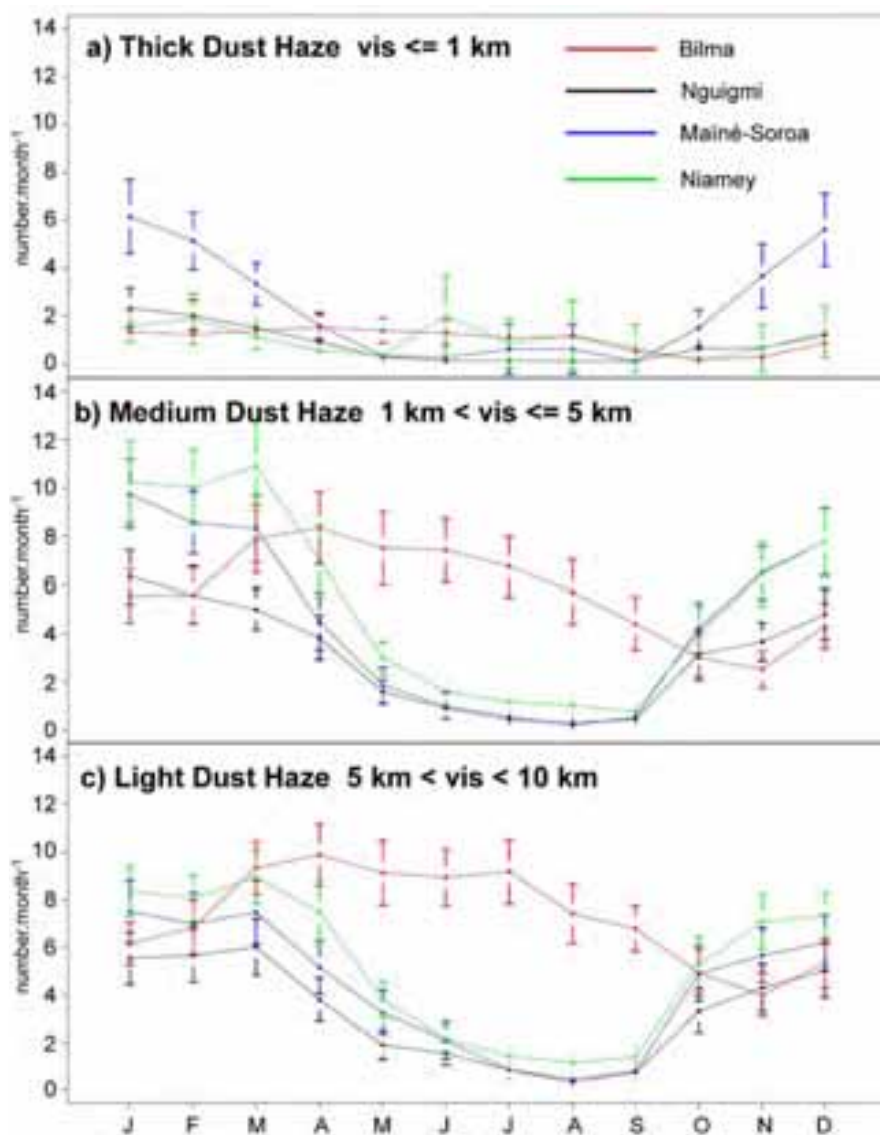 14
a) Thick Dust Haze vis <= 1 km
Bilma
12
Nguigmi
10
Maïné-Soroa
8
Niamey
6
4
2
0
number.month⁻¹
14
b) Medium Dust Haze 1 km < vis <= 5 km
12
10
8
6
4
2
0
number.month⁻¹
14
c) Light Dust Haze 5 km < vis < 10 km
12
10
8
6
4
2
0
number.month⁻¹
J F M A M J J A S O N D